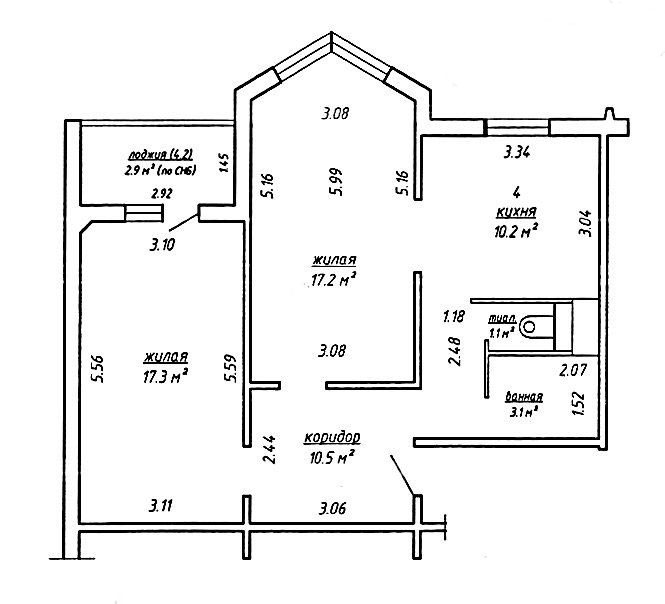 3.08
лоджия (4.2)
2.9 м² (по СНБ)
1.45
2.92
3.34
4
кухня
10.2 м²
3.04
5.16
5.99
5.16
3.10
жилая
17.2 м²
1.18
туал.
1.1 м²
2.48
3.08
5.56
жилая
17.3 м²
5.59
2.07
ванная
3.1 м²
1.52
2.44
коридор
10.5 м²
3.11
3.06